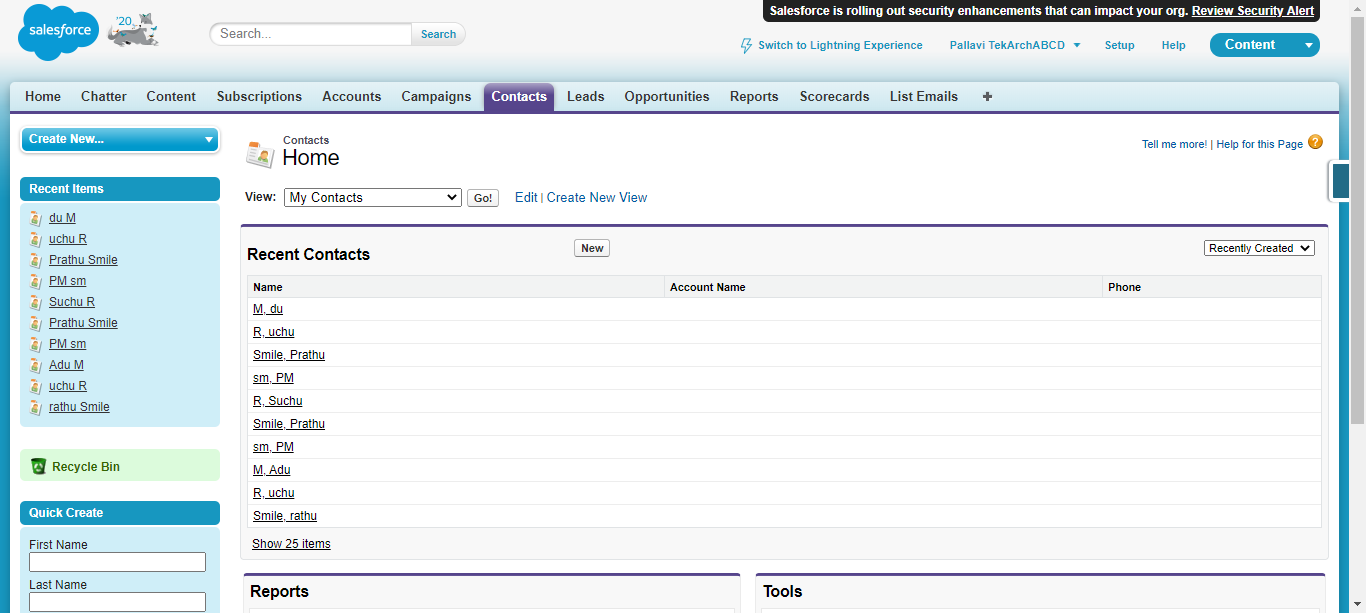 Salesforce is rolling out security enhancements that can impact your org. Review Security Alert
salesforce
'20
Search...
Search
Switch to Lightning Experience
Pallavi TekArchABCD
Setup
Help
Content
Home Chatter Content Subscriptions Accounts Campaigns Contacts Leads Opportunities Reports Scorecards List Emails +
Create New...
Recent Items
du M
uchu R
Prathu Smile
PM sm
Suchu R
Prathu Smile
PM sm
Adu M
uchu R
rathu Smile
Recycle Bin
Quick Create
First Name
Last Name
Contacts
Home
Tell me more! | Help for this Page ?
View: My Contacts Go! Edit | Create New View
Recent Contacts New Recently Created
Name Account Name Phone
M, du
R, uchu
Smile, Prathu
sm, PM
R, Suchu
Smile, Prathu
sm, PM
M, Adu
R, uchu
Smile, rathu
Show 25 items
Reports
Tools